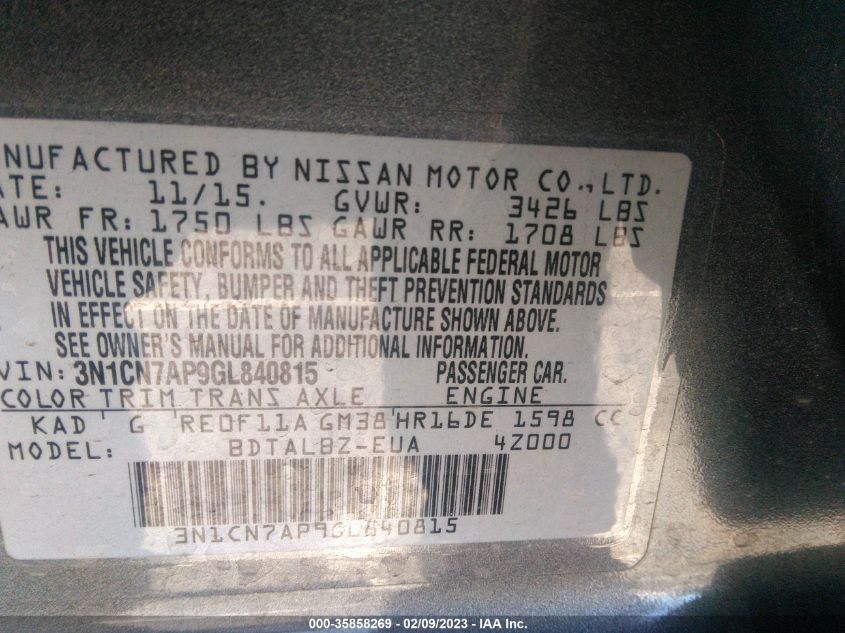 NUFACTURED BY NISSAN MOTOR CO., LTD.
ATE: 11/15. GVWR: 3426 LBS
AWR FR: 1750 LBS GAWR RR: 1708 LBS
THIS VEHICLE CONFORMS TO ALL APPLICABLE FEDERAL MOTOR
VEHICLE SAFETY, BUMPER AND THEFT PREVENTION STANDARDS
IN EFFECT ON THE DATE OF MANUFACTURE SHOWN ABOVE.
SEE OWNER'S MANUAL FOR ADDITIONAL INFORMATION.
VIN: 3N1CN7AP9GL840815 PASSENGER CAR.
COLOR TRIM TRANS AXLE ENGINE
KAD G RE0F11A GM38 HR16DE 1598 CC
MODEL: BDTALBZ-EUA 4Z000
3N1CN7AP9GL840815
000-35858269 - 02/09/2023 - IAA Inc.